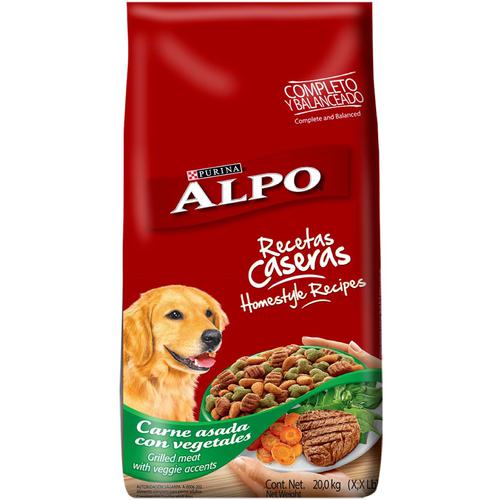 COMPLETO
Y BALANCEADO
Complete and Balanced
PURINA
ALPO
Recetas
Caseras
Homestyle Recipes
Carne asada
con vegetales
Grilled meat
with veggie accents
Cont. Net. 20,0 kg (X,X Lb
Net Weight